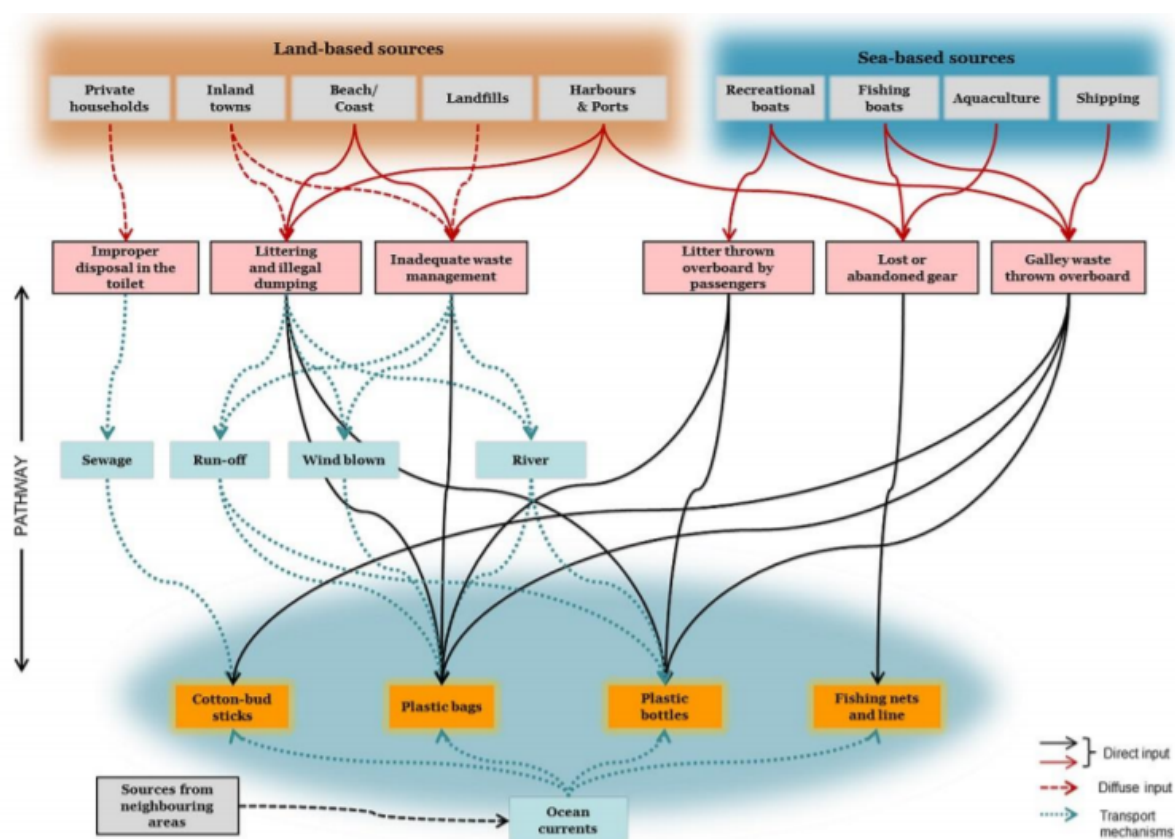 Land-based sources
Sea-based sources
Private
households
Inland
towns
Beach/
Coast
Landfills
Harbours
& Ports
Recreational
boats
Fishing
boats
Aquaculture
Shipping
Improper
disposal in the
toilet
Littering
and illegal
dumping
Inadequate waste
management
Litter thrown
overboard by
passengers
Lost or
abandoned gear
Galley waste
thrown overboard
PATHWAY
Sewage
Run-off
Wind blown
River
Cotton-bud
sticks
Plastic bags
Plastic
bottles
Fishing nets
and line
Sources from
neighbouring
areas
Ocean
currents
Direct input
Diffuse input
Transport
mechanisms